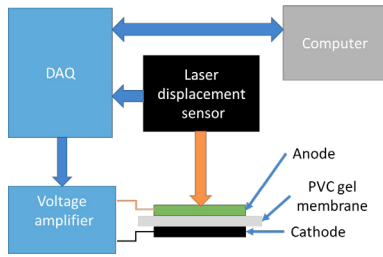 DAQ
Computer
Laser
displacement
sensor
Anode
PVC gel
membrane
Cathode
Voltage
amplifier